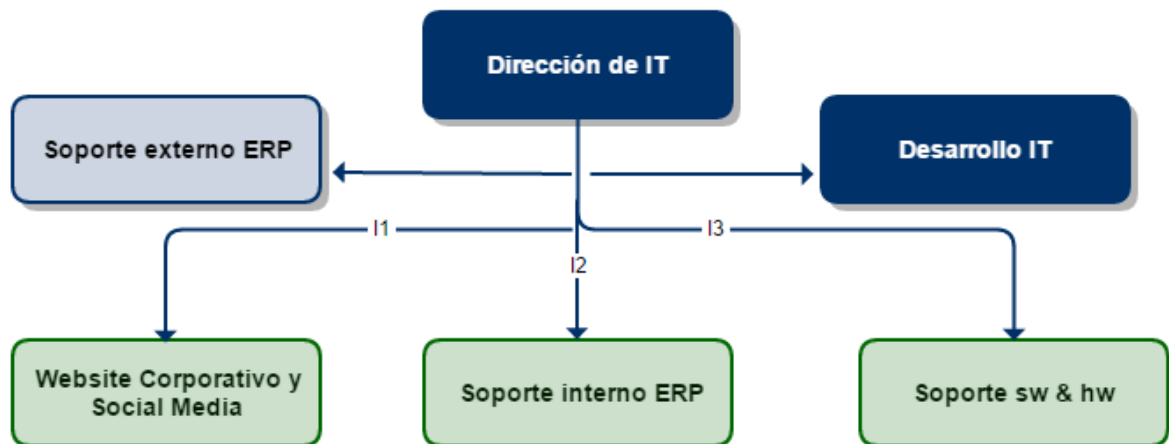 Dirección de IT
Soporte externo ERP
Desarrollo IT
I1
I3
I2
Website Corporativo y
Social Media
Soporte interno ERP
Soporte sw & hw